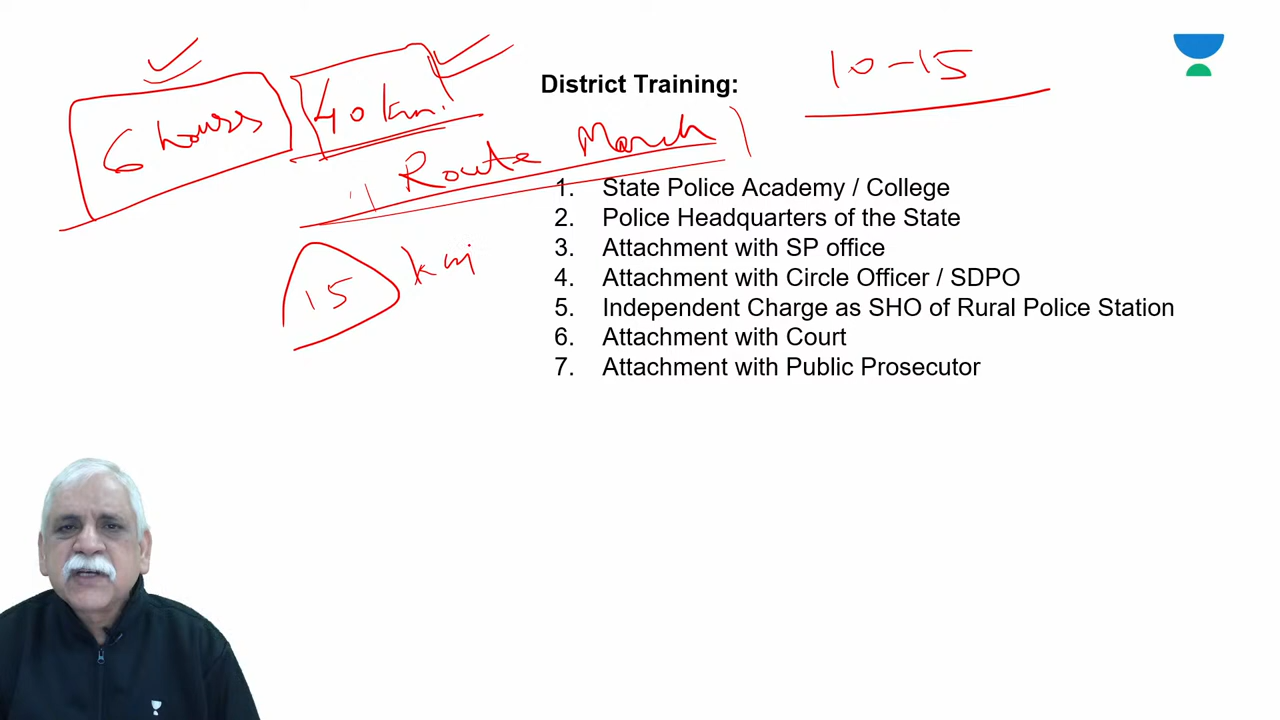 10-15
District Training:
6 hours
40 km.
Route March
15 km
1. State Police Academy / College
2. Police Headquarters of the State
3. Attachment with SP office
4. Attachment with Circle Officer / SDPO
5. Independent Charge as SHO of Rural Police Station
6. Attachment with Court
7. Attachment with Public Prosecutor